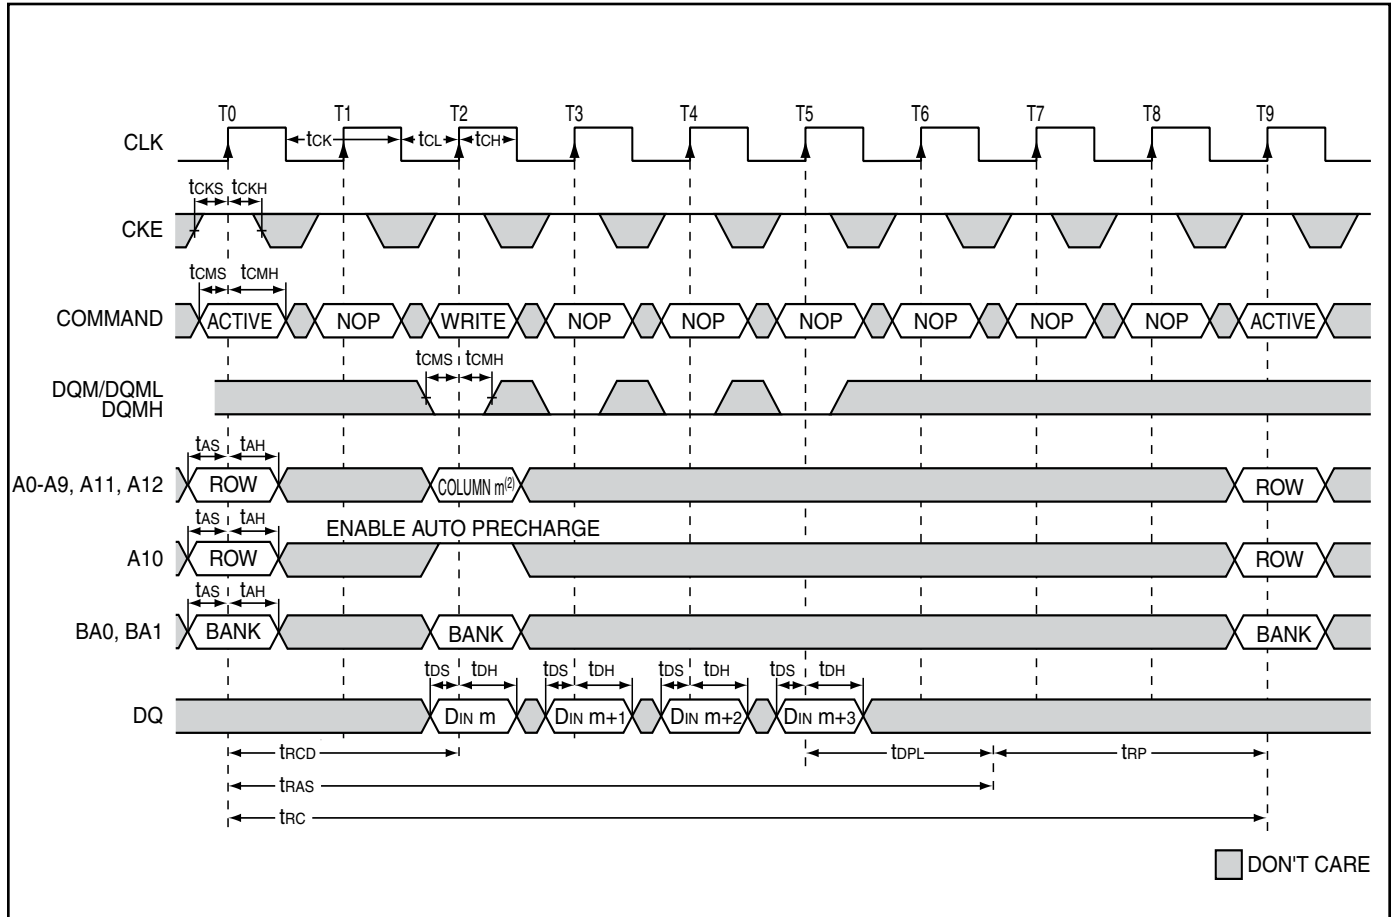 T0 T1 T2 T3 T4 T5 T6 T7 T8 T9
CLK tCK tCL tCH
tCKS tCKH
CKE
tCMS tCMH
COMMAND ACTIVE NOP WRITE NOP NOP NOP NOP NOP NOP ACTIVE
tCMS tCMH
DQM/DQML
DQMH
tAS tAH
A0-A9, A11, A12 ROW COLUMN m(2) ROW
tAS tAH ENABLE AUTO PRECHARGE
A10 ROW ROW
tAS tAH
BA0, BA1 BANK BANK BANK
tDS tDH tDS tDH tDS tDH tDS tDH
DQ DIN m DIN m+1 DIN m+2 DIN m+3
tRCD tDPL tRP
tRAS
tRC
DON'T CARE